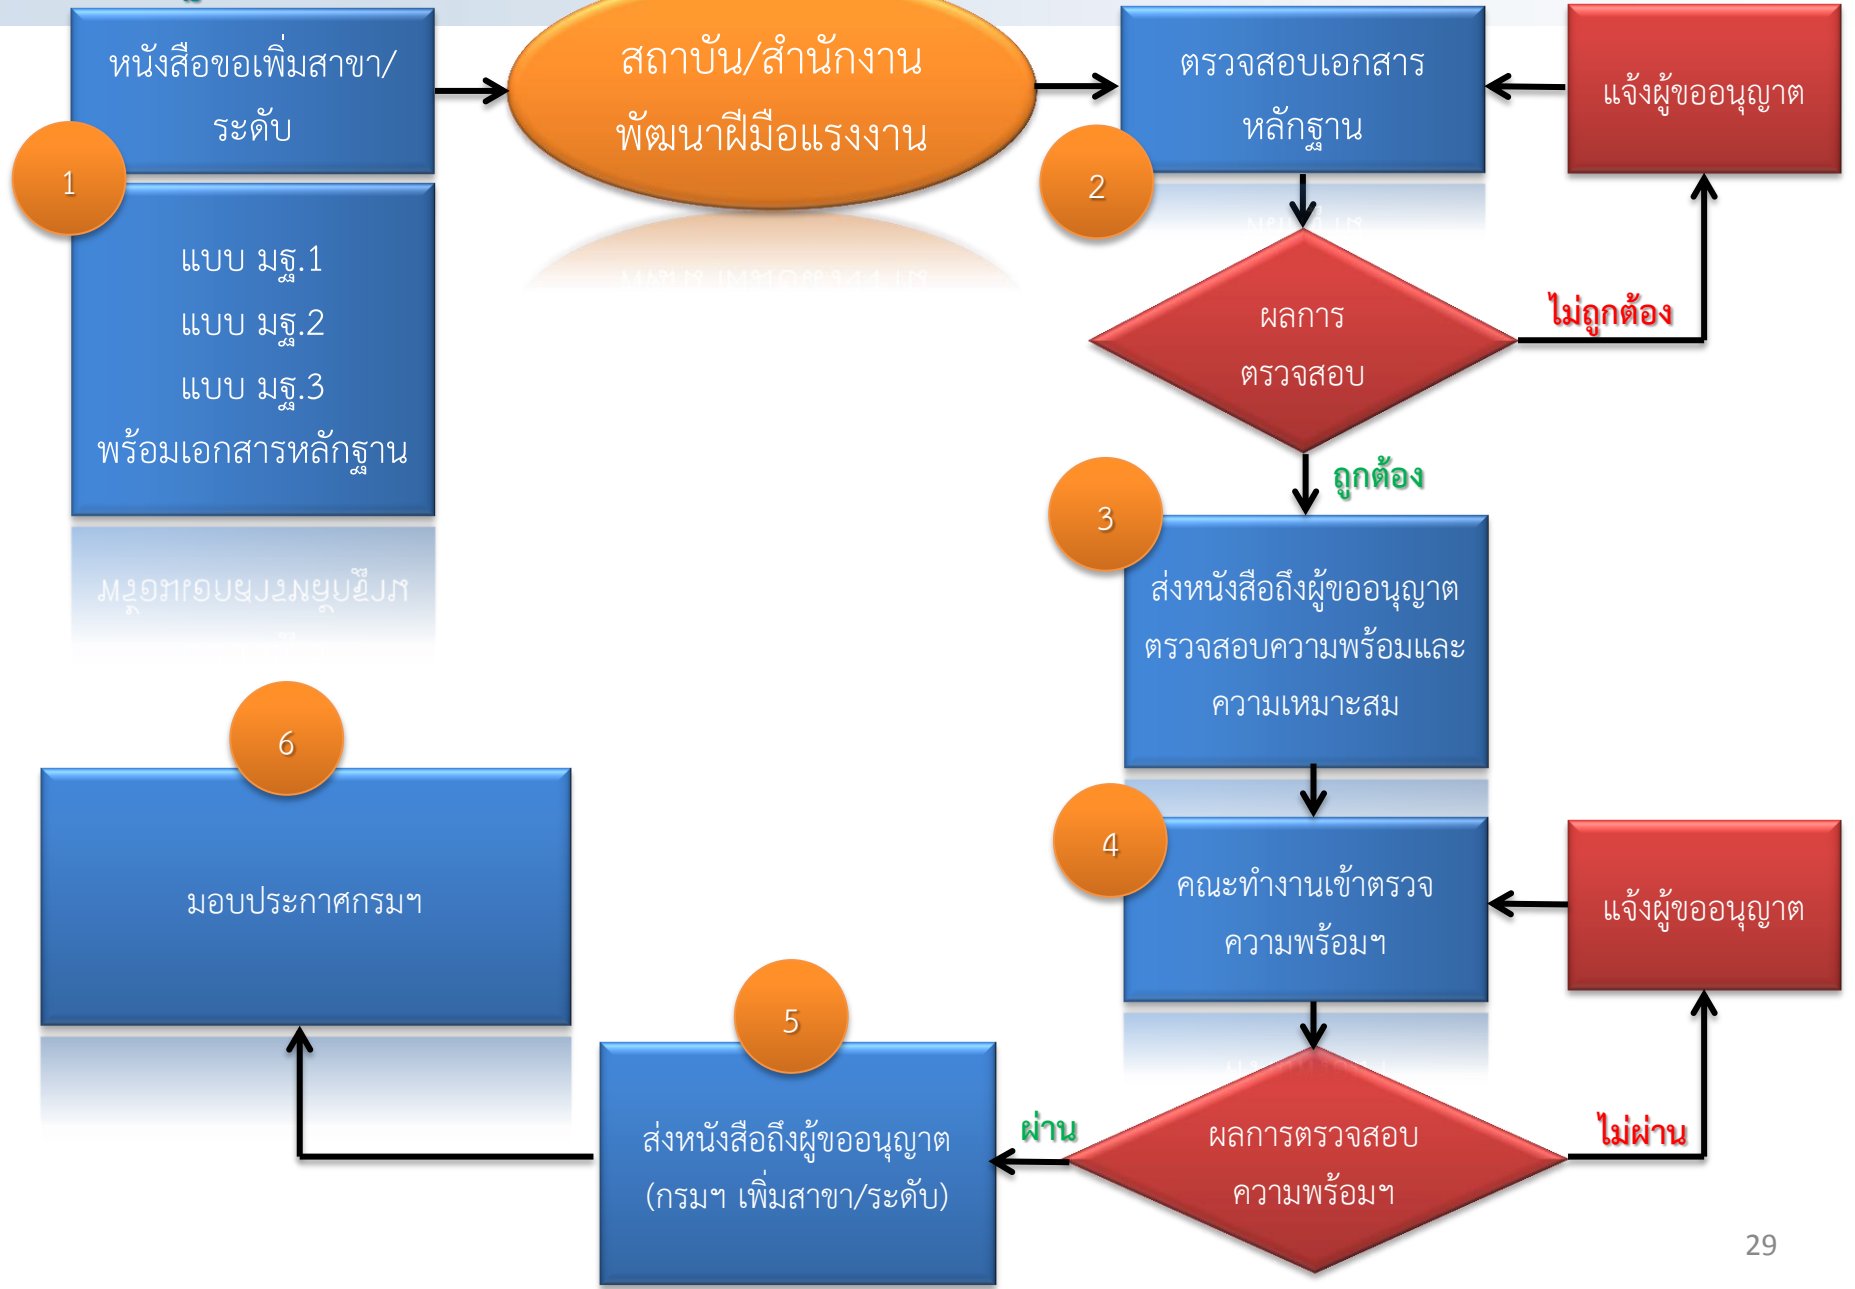 หนังสือขอเพิ่มสาขา/
ระดับ
1
แบบ มฐ.1
แบบ มฐ.2
แบบ มฐ.3
พร้อมเอกสารหลักฐาน
สถาบัน/สำนักงาน
พัฒนาฝีมือแรงงาน
ตรวจสอบเอกสาร
หลักฐาน
2
แจ้งผู้ขออนุญาต
ผลการ
ตรวจสอบ
ไม่ถูกต้อง
ถูกต้อง
3
ส่งหนังสือถึงผู้ขออนุญาต
ตรวจสอบความพร้อมและ
ความเหมาะสม
4
คณะทำงานเข้าตรวจ
ความพร้อมฯ
แจ้งผู้ขออนุญาต
ผลการตรวจสอบ
ความพร้อมฯ
ไม่ผ่าน
ผ่าน
5
ส่งหนังสือถึงผู้ขออนุญาต
(กรมฯ เพิ่มสาขา/ระดับ)
6
มอบประกาศกรมฯ
29